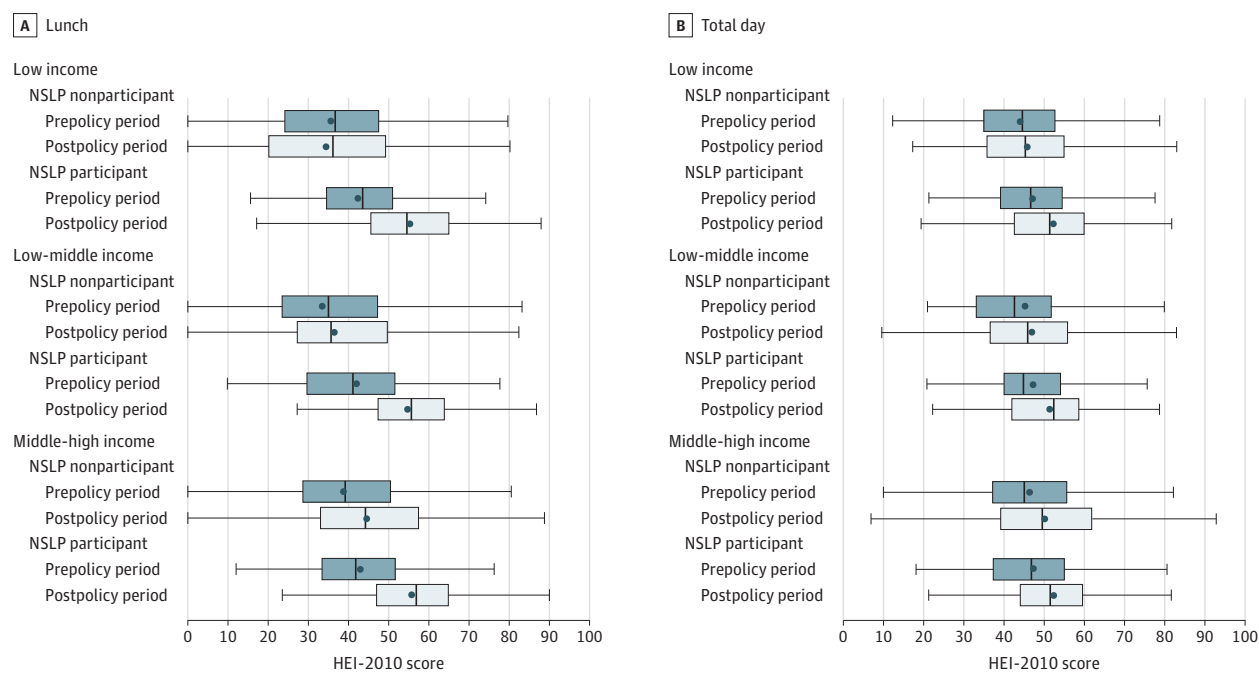 A Lunch
Low income
NSLP nonparticipant
Prepolicy period
Postpolicy period
NSLP participant
Prepolicy period
Postpolicy period
Low-middle income
NSLP nonparticipant
Prepolicy period
Postpolicy period
NSLP participant
Prepolicy period
Postpolicy period
Middle-high income
NSLP nonparticipant
Prepolicy period
Postpolicy period
NSLP participant
Prepolicy period
Postpolicy period
0 10 20 30 40 50 60 70 80 90 100
HEI-2010 score
B Total day
Low income
NSLP nonparticipant
Prepolicy period
Postpolicy period
NSLP participant
Prepolicy period
Postpolicy period
Low-middle income
NSLP nonparticipant
Prepolicy period
Postpolicy period
NSLP participant
Prepolicy period
Postpolicy period
Middle-high income
NSLP nonparticipant
Prepolicy period
Postpolicy period
NSLP participant
Prepolicy period
Postpolicy period
0 10 20 30 40 50 60 70 80 90 100
HEI-2010 score